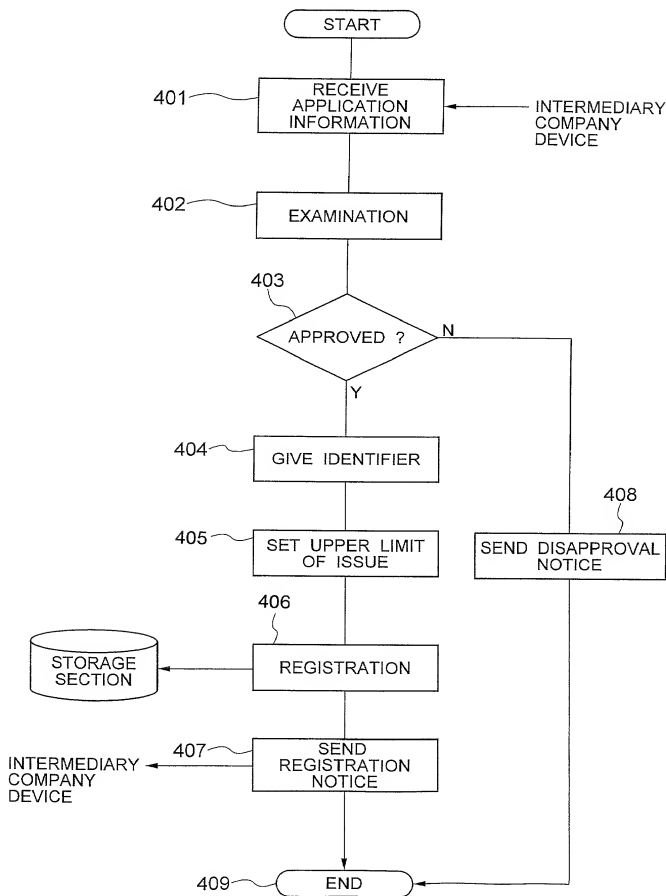 START
401
RECEIVE
APPLICATION
INFORMATION
INTERMEDIARY
COMPANY
DEVICE
402
EXAMINATION
403
APPROVED ?
N
Y
404
GIVE IDENTIFIER
405
SET UPPER LIMIT
OF ISSUE
408
SEND DISAPPROVAL
NOTICE
406
REGISTRATION
STORAGE
SECTION
407
SEND
REGISTRATION
NOTICE
INTERMEDIARY
COMPANY
DEVICE
409
END